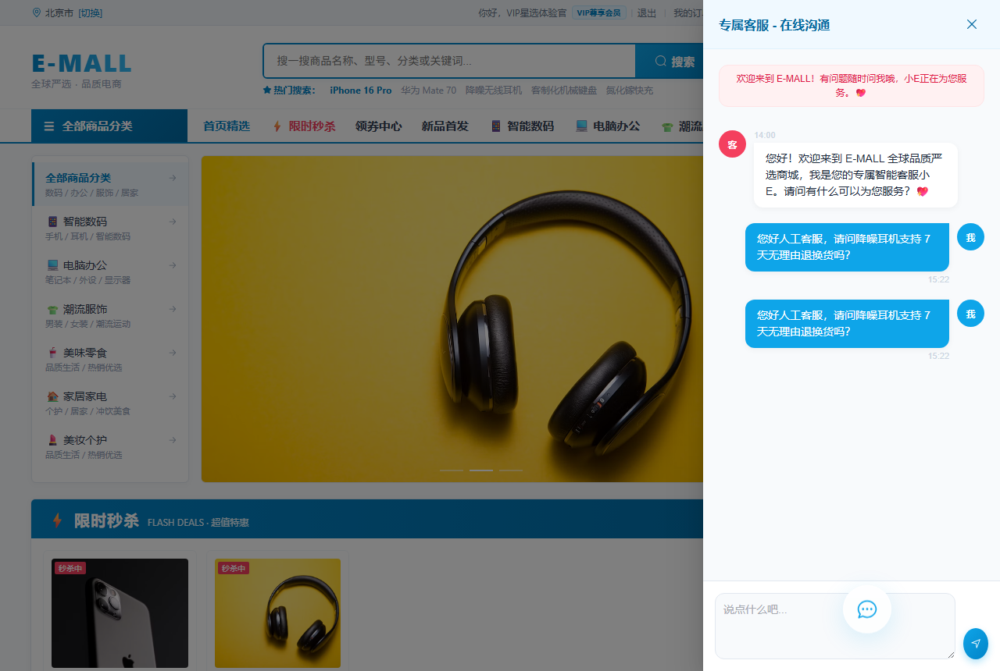 北京市 [切换]
你好，VIP星选体验官 VIP尊享会员 退出 我的订
E-MALL
全球严选 · 品质电商
搜一搜商品名称、型号、分类或关键词...
搜索
热门搜索： iPhone 16 Pro 华为 Mate 70 降噪无线耳机 客制化机械键盘 氮化镓快充
全部商品分类 首页精选 限时秒杀 领券中心 新品首发 智能数码 电脑办公 潮流
全部商品分类
数码 / 办公 / 服饰 / 居家
智能数码
手机 / 耳机 / 智能数码
电脑办公
笔记本 / 外设 / 显示器
潮流服饰
男装 / 女装 / 潮流运动
美味零食
品质生活 / 热销优选
家居家电
个护 / 居家 / 冲饮美食
美妆个护
品质生活 / 热销优选
限时秒杀 FLASH DEALS · 超值特惠
秒杀中
秒杀中
专属客服 - 在线沟通
欢迎来到 E-MALL！有问题随时问我哦，小E正在为您服
务。💖
客
14:00
您好！欢迎来到 E-MALL 全球品质严
选商城，我是您的专属智能客服小
E。请问有什么可以为您服务？💖
您好人工客服，请问降噪耳机支持 7
天无理由退换货吗？
我
15:22
您好人工客服，请问降噪耳机支持 7
天无理由退换货吗？
我
15:22
说点什么吧...